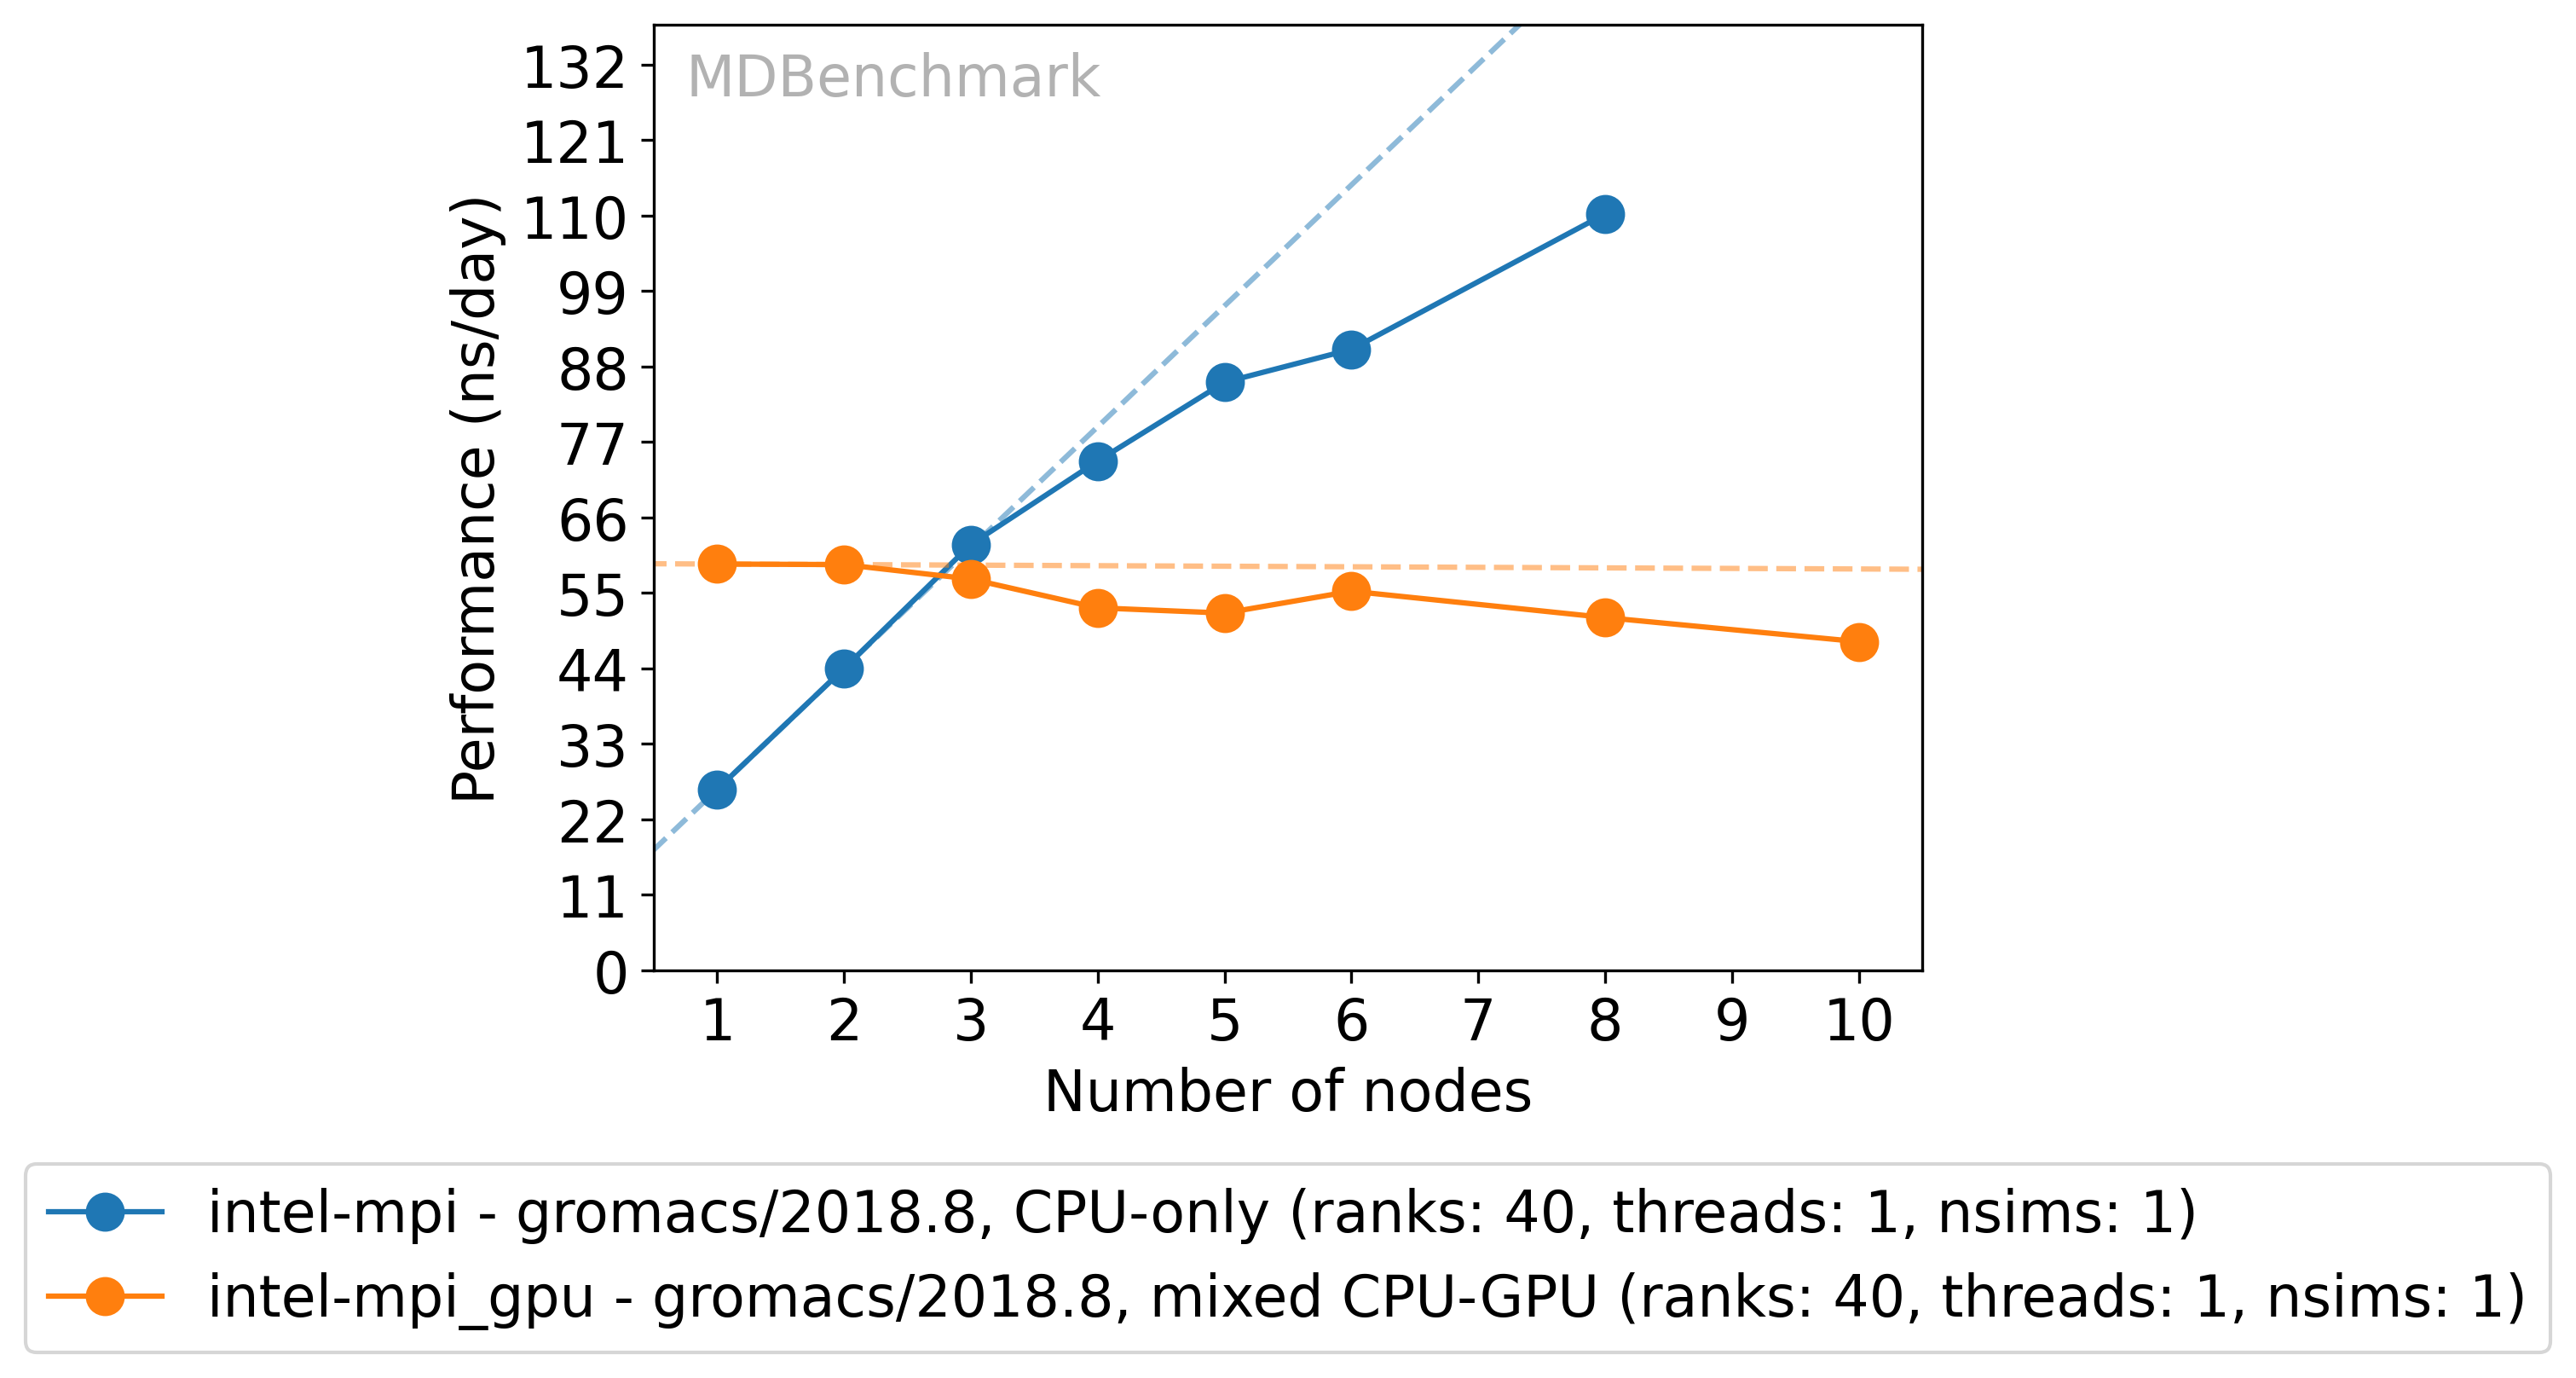 MDBenchmark
Performance (ns/day)
132
121
110
99
88
77
66
55
44
33
22
11
0
1 2 3 4 5 6 7 8 9 10
Number of nodes
intel-mpi - gromacs/2018.8, CPU-only (ranks: 40, threads: 1, nsims: 1)
intel-mpi_gpu - gromacs/2018.8, mixed CPU-GPU (ranks: 40, threads: 1, nsims: 1)